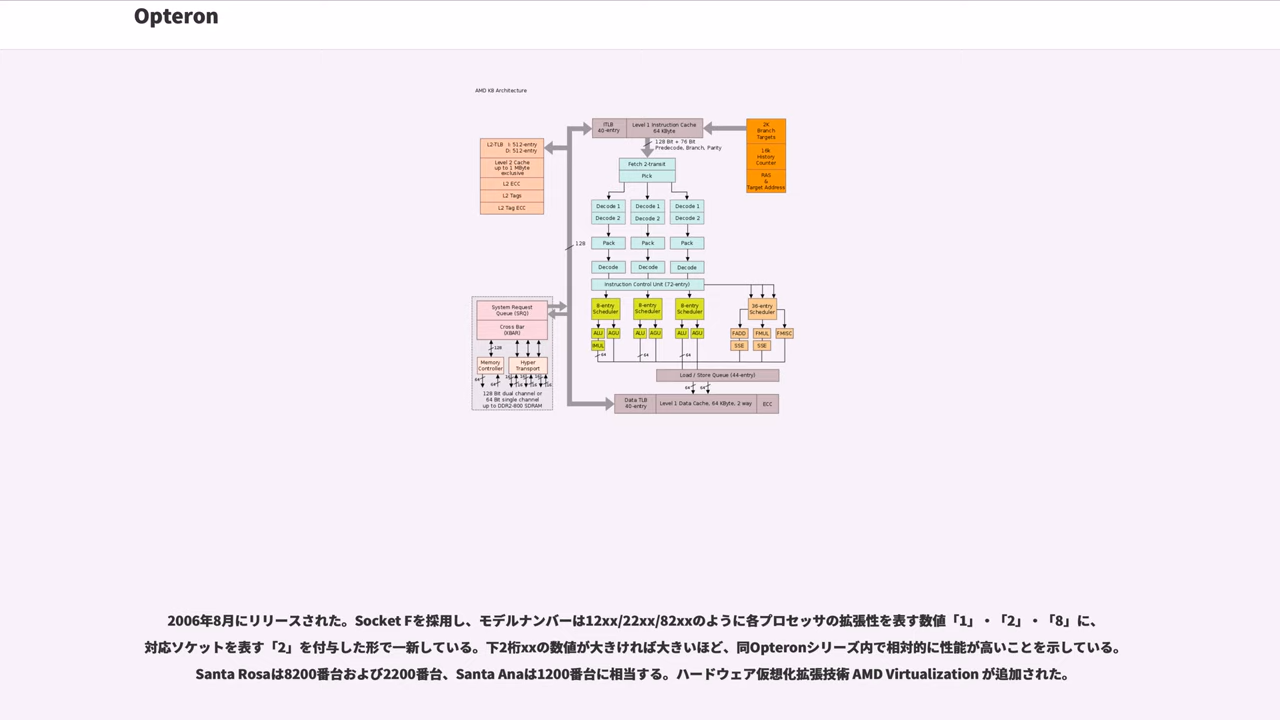 Opteron
AMD K8 Architecture
ITLB
40-entry
Level 1 Instruction Cache
64 KByte
2K
Branch
Targets
16k
History
Counter
RAS
&
Target Address
L2-TLB I: 512-entry
D: 512-entry
Level 2 Cache
up to 1 MByte
exclusive
L2 ECC
L2 Tags
L2 Tag ECC
128 Bit + 76 Bit
Predecode, Branch, Parity
Fetch 2-transit
Pick
Decode 1 Decode 1 Decode 1
Decode 2 Decode 2 Decode 2
128
Pack Pack Pack
Decode Decode Decode
Instruction Control Unit (72-entry)
8-entry
Scheduler
8-entry
Scheduler
8-entry
Scheduler
36-entry
Scheduler
ALU AGU ALU AGU ALU AGU FADD FMUL FMISC
IMUL SSE SSE
64 64 64
System Request
Queue (SRQ)
Cross Bar
(XBAR)
128
Memory
Controller
Hyper
Transport
64 64 16 16 16 16 16 16
128 Bit dual channel or
64 Bit single channel
up to DDR2-800 SDRAM
Load / Store Queue (44-entry)
64 64
Data TLB
40-entry
Level 1 Data Cache, 64 KByte, 2 way
ECC
2006年8月にリリースされた。Socket Fを採用し、モデルナンバーは12xx/22xx/82xxのように各プロセッサの拡張性を表す数値「1」・「2」・「8」に、
対応ソケットを表す「2」を付与した形で一新している。下2桁xxの数値が大きければ大きいほど、同Opteronシリーズ内で相対的に性能が高いことを示している。
Santa Rosaは8200番台および2200番台、Santa Anaは1200番台に相当する。ハードウェア仮想化拡張技術 AMD Virtualization が追加された。